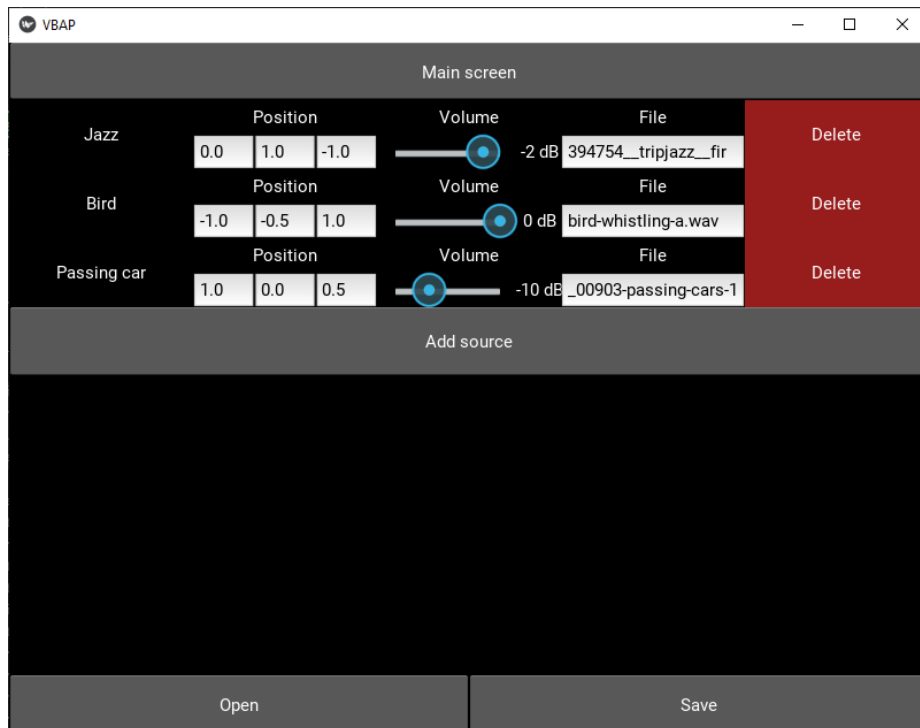 VBAP
Main screen
Jazz
Position
0.0 1.0 -1.0
Volume
-2 dB
File
394754__tripjazz__fir
Delete
Bird
Position
-1.0 -0.5 1.0
Volume
0 dB
File
bird-whistling-a.wav
Delete
Passing car
Position
1.0 0.0 0.5
Volume
-10 dB
File
_00903-passing-cars-1
Delete
Add source
Open
Save